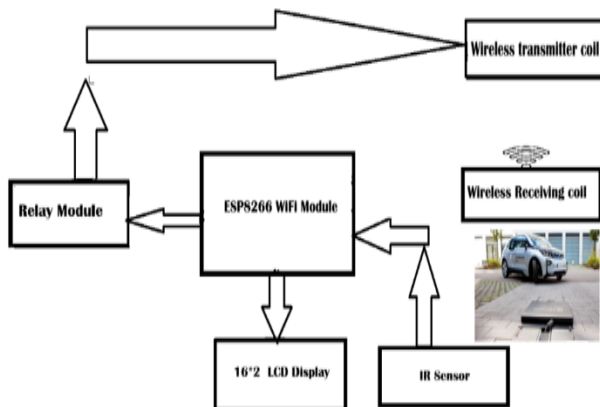 Wireless transmitter coil
ESP8266 WiFi Module
Wireless Receiving coil
Relay Module
16*2 LCD Display
IR Sensor